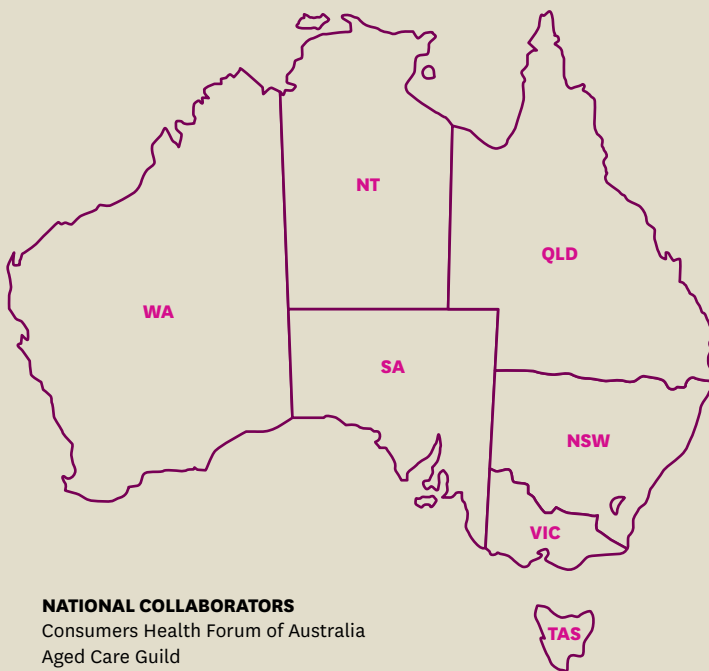 NT
QLD
WA
SA
NSW
VIC
NATIONAL COLLABORATORS
Consumers Health Forum of Australia
TAS
Aged Care Guild